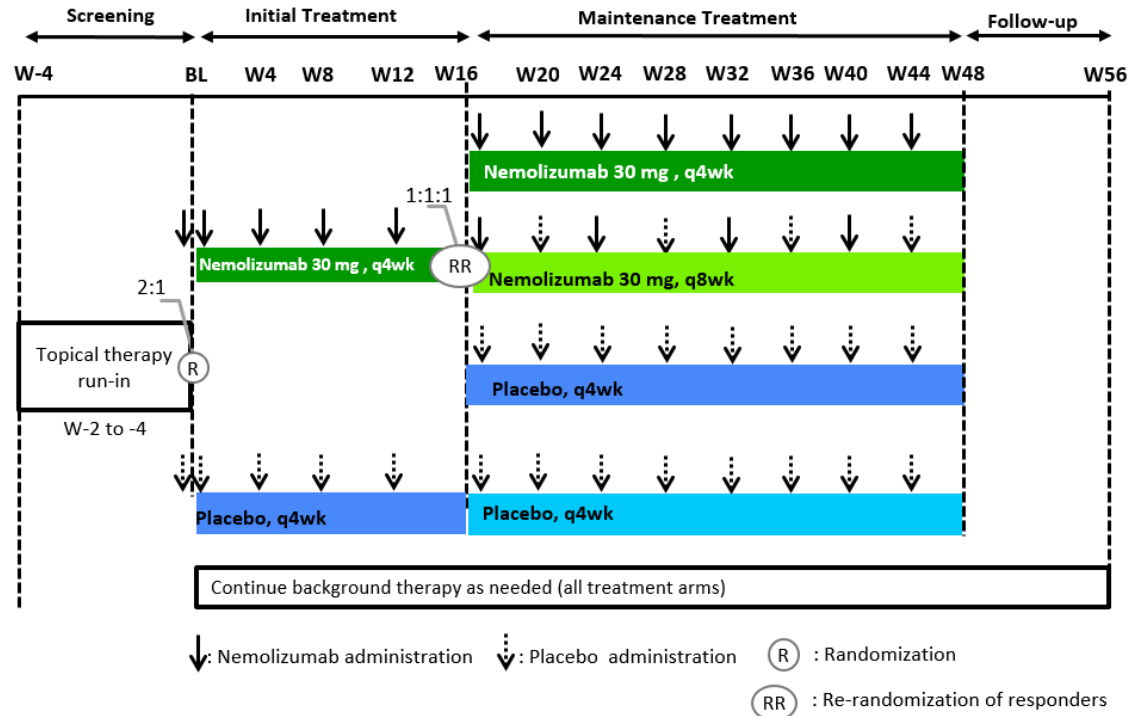 Screening Initial Treatment Maintenance Treatment Follow-up
W-4 BL W4 W8 W12 W16 W20 W24 W28 W32 W36 W40 W44 W48 W56
Nemolizumab 30 mg , q4wk
1:1:1
Nemolizumab 30 mg , q4wk RR Nemolizumab 30 mg, q8wk
2:1
Topical therapy
run-in
R
Placebo, q4wk
W-2 to -4
Placebo, q4wk Placebo, q4wk
Continue background therapy as needed (all treatment arms)
: Nemolizumab administration : Placebo administration R : Randomization
RR : Re-randomization of responders